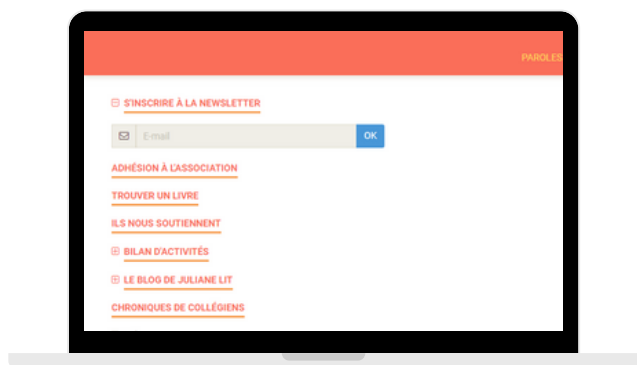 PAROLES
S'INSCRIRE À LA NEWSLETTER
E-mail
OK
ADHÉSION À L'ASSOCIATION
TROUVER UN LIVRE
ILS NOUS SOUTIENNENT
BILAN D'ACTIVITÉS
LE BLOG DE JULIANE LIT
CHRONIQUES DE COLLÉGIENS